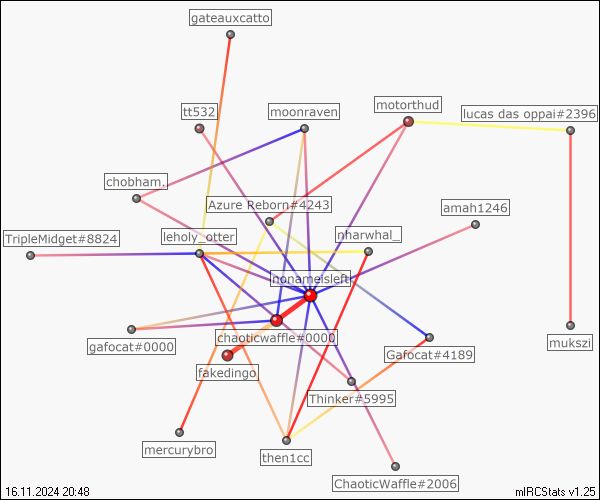 gateauxcatto
tt532
moonraven
motorthud
lucas das oppai#2396
chobham.
Azure Reborn#4243
amah1246
TripleMidget#8824
leholy_otter
nharwhal_
nonameisleft
chaoticwaffle#0000
gafocat#0000
Gafocat#4189
mukszi
fakedingo
Thinker#5995
mercurybro
then1cc
ChaoticWaffle#2006
16.11.2024 20:48
mIRCStats v1.25